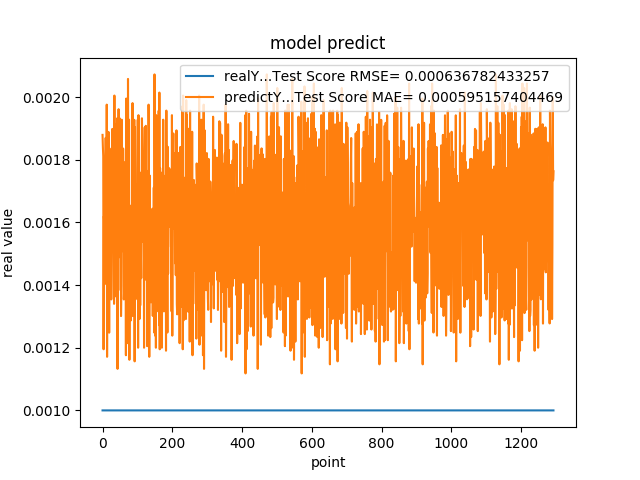 model predict
realY...Test Score RMSE= 0.000636782433257
predictY...Test Score MAE= 0.000595157404469
0.0020
0.0018
0.0016
0.0014
0.0012
0.0010
real value
0 200 400 600 800 1000 1200
point